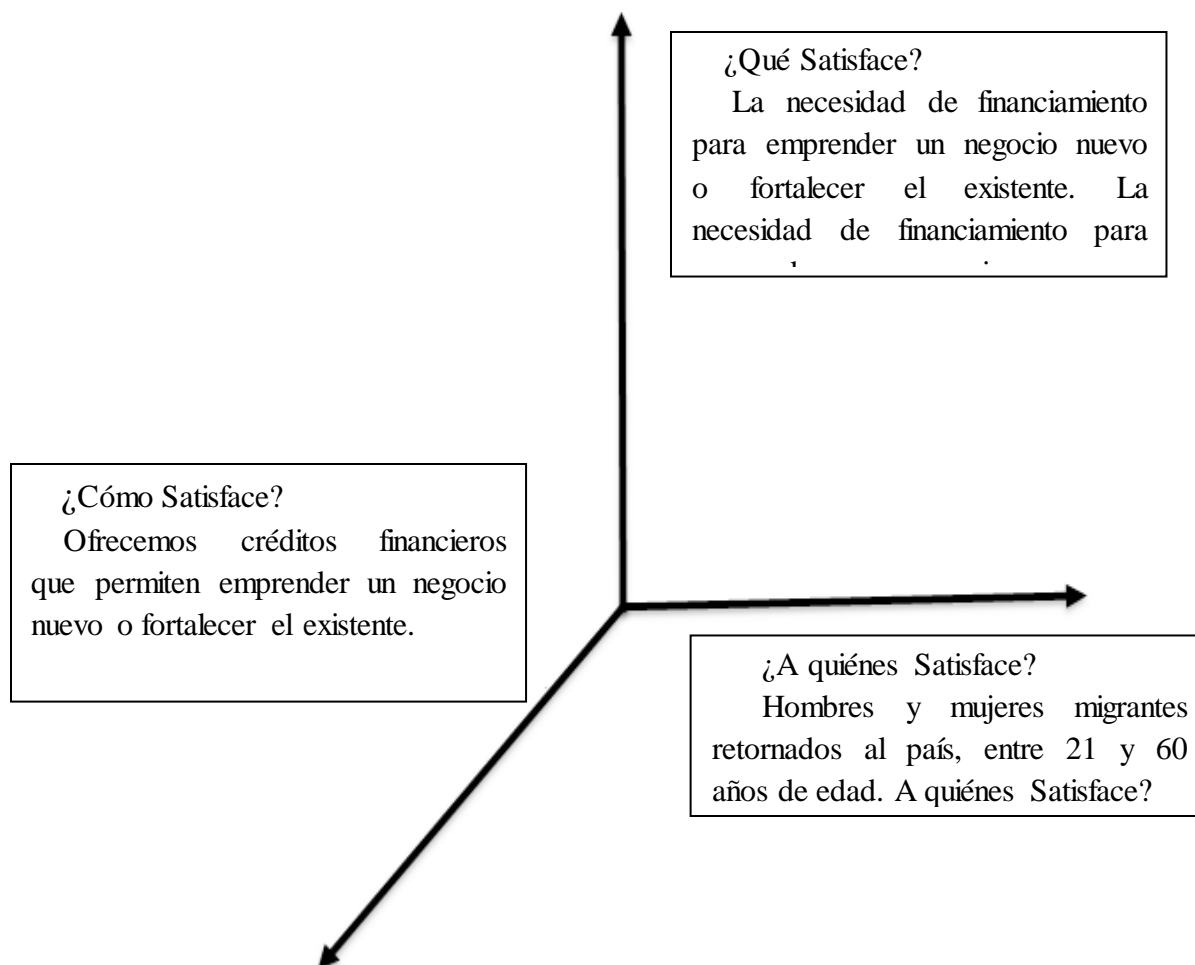 ¿Qué Satisface?
La necesidad de financiamiento
para emprender un negocio nuevo
o fortalecer el existente. La
necesidad de financiamiento para
¿Cómo Satisface?
Ofrecemos créditos financieros
que permiten emprender un negocio
nuevo o fortalecer el existente.
¿A quiénes Satisface?
Hombres y mujeres migrantes
retornados al país, entre 21 y 60
años de edad. A quiénes Satisface?